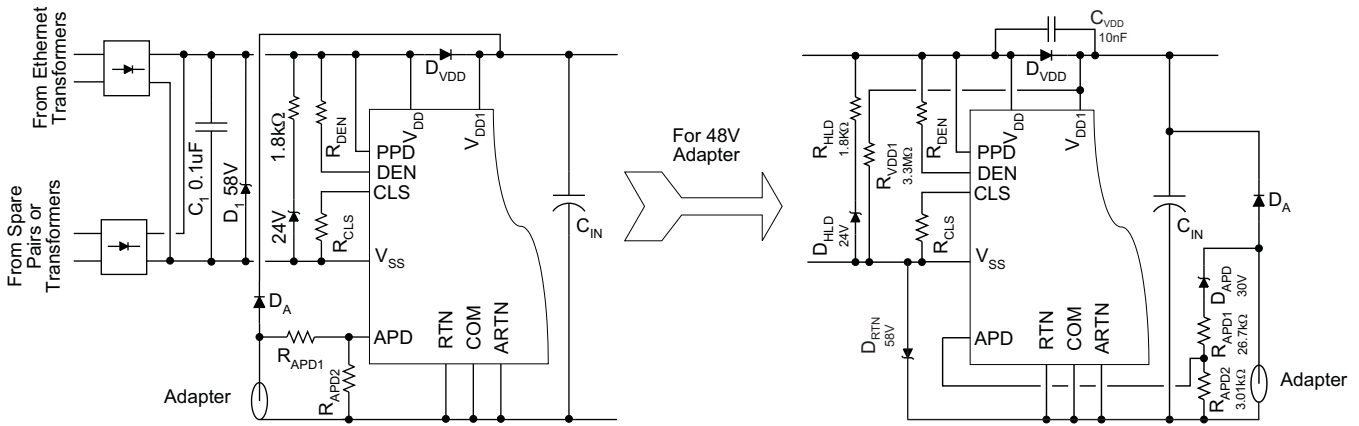 From Ethernet
Transformers
From Spare
Pairs or
Transformers
C1 0.1uF
D1 58V
1.8kΩ
24V
RDEN
RCLS
DVDD
VDD
VDD1
PPD
DEN
CLS
VSS
APD
RTN
COM
ARTN
CIN
DA
RAPD1
RAPD2
Adapter
For 48V
Adapter
CVDD
10nF
DVDD
RHLD
1.8KΩ
RVDD1
3.3MΩ
RDEN
DHLD
24V
RCLS
VDD
VDD1
PPD
DEN
CLS
VSS
APD
RTN
COM
ARTN
DRTN
58V
CIN
DA
DAPD
30V
RAPD1
26.7kΩ
RAPD2
3.01kΩ
Adapter